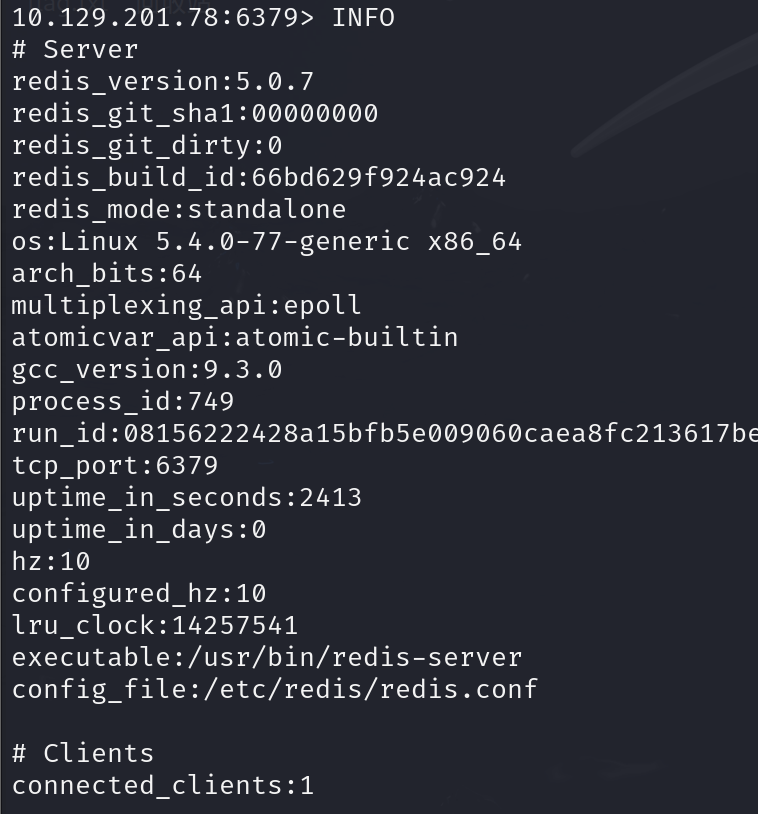 10.129.201.78:6379> INFO
# Server
redis_version:5.0.7
redis_git_sha1:00000000
redis_git_dirty:0
redis_build_id:66bd629f924ac924
redis_mode:standalone
os:Linux 5.4.0-77-generic x86_64
arch_bits:64
multiplexing_api:epoll
atomicvar_api:atomic-builtin
gcc_version:9.3.0
process_id:749
run_id:08156222428a15bfb5e009060caea8fc213617be
tcp_port:6379
uptime_in_seconds:2413
uptime_in_days:0
hz:10
configured_hz:10
lru_clock:14257541
executable:/usr/bin/redis-server
config_file:/etc/redis/redis.conf
# Clients
connected_clients:1